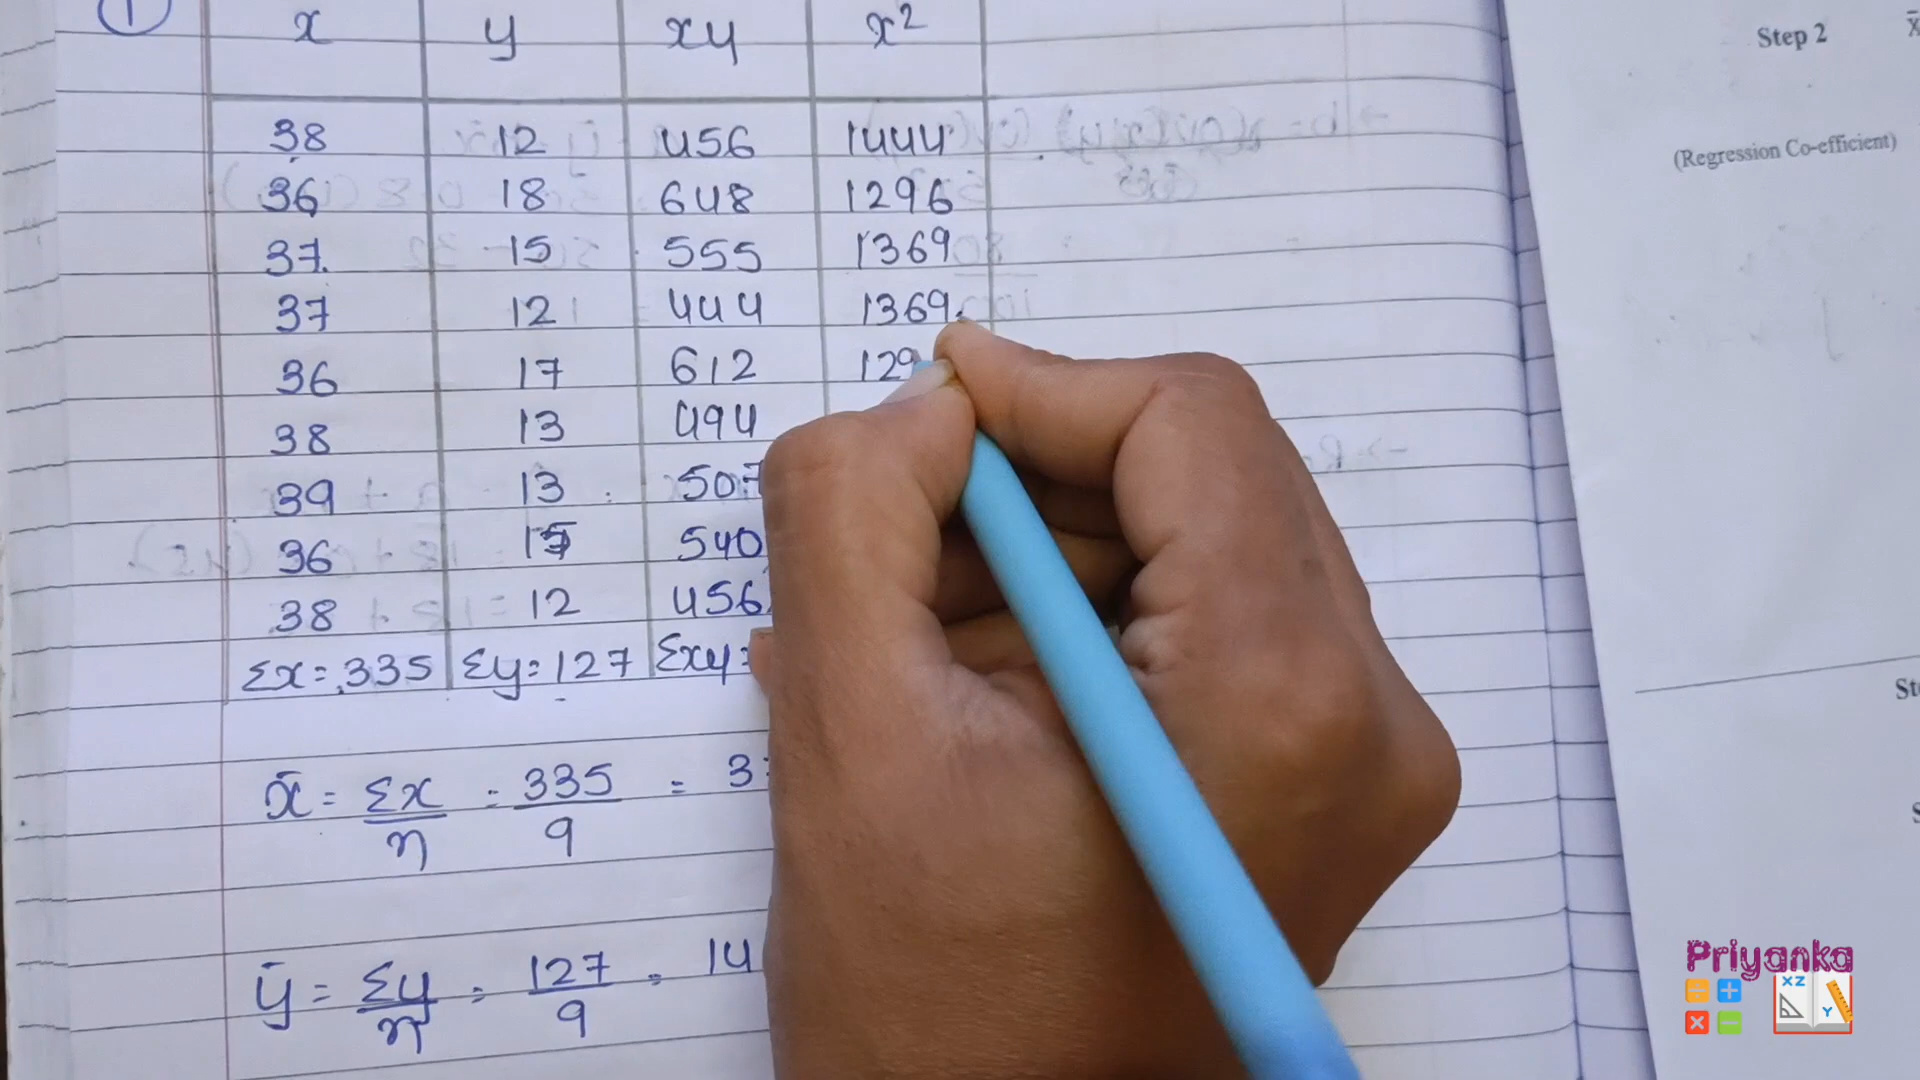 1 x y xy x2
38 12 456 1444
36 18 648 1296
37 15 555 1369
37 12 444 1369
36 17 612 129
38 13 494
39 13 507
36 15 540
38 12 456
Σx=335 Σy=127 Σxy=
x̄ = Σx/n = 335/9 = 3
ȳ = Σy/n = 127/9 = 14
Step 2 x̄
(Regression Co-efficient)
Priyanka
XZ
Y